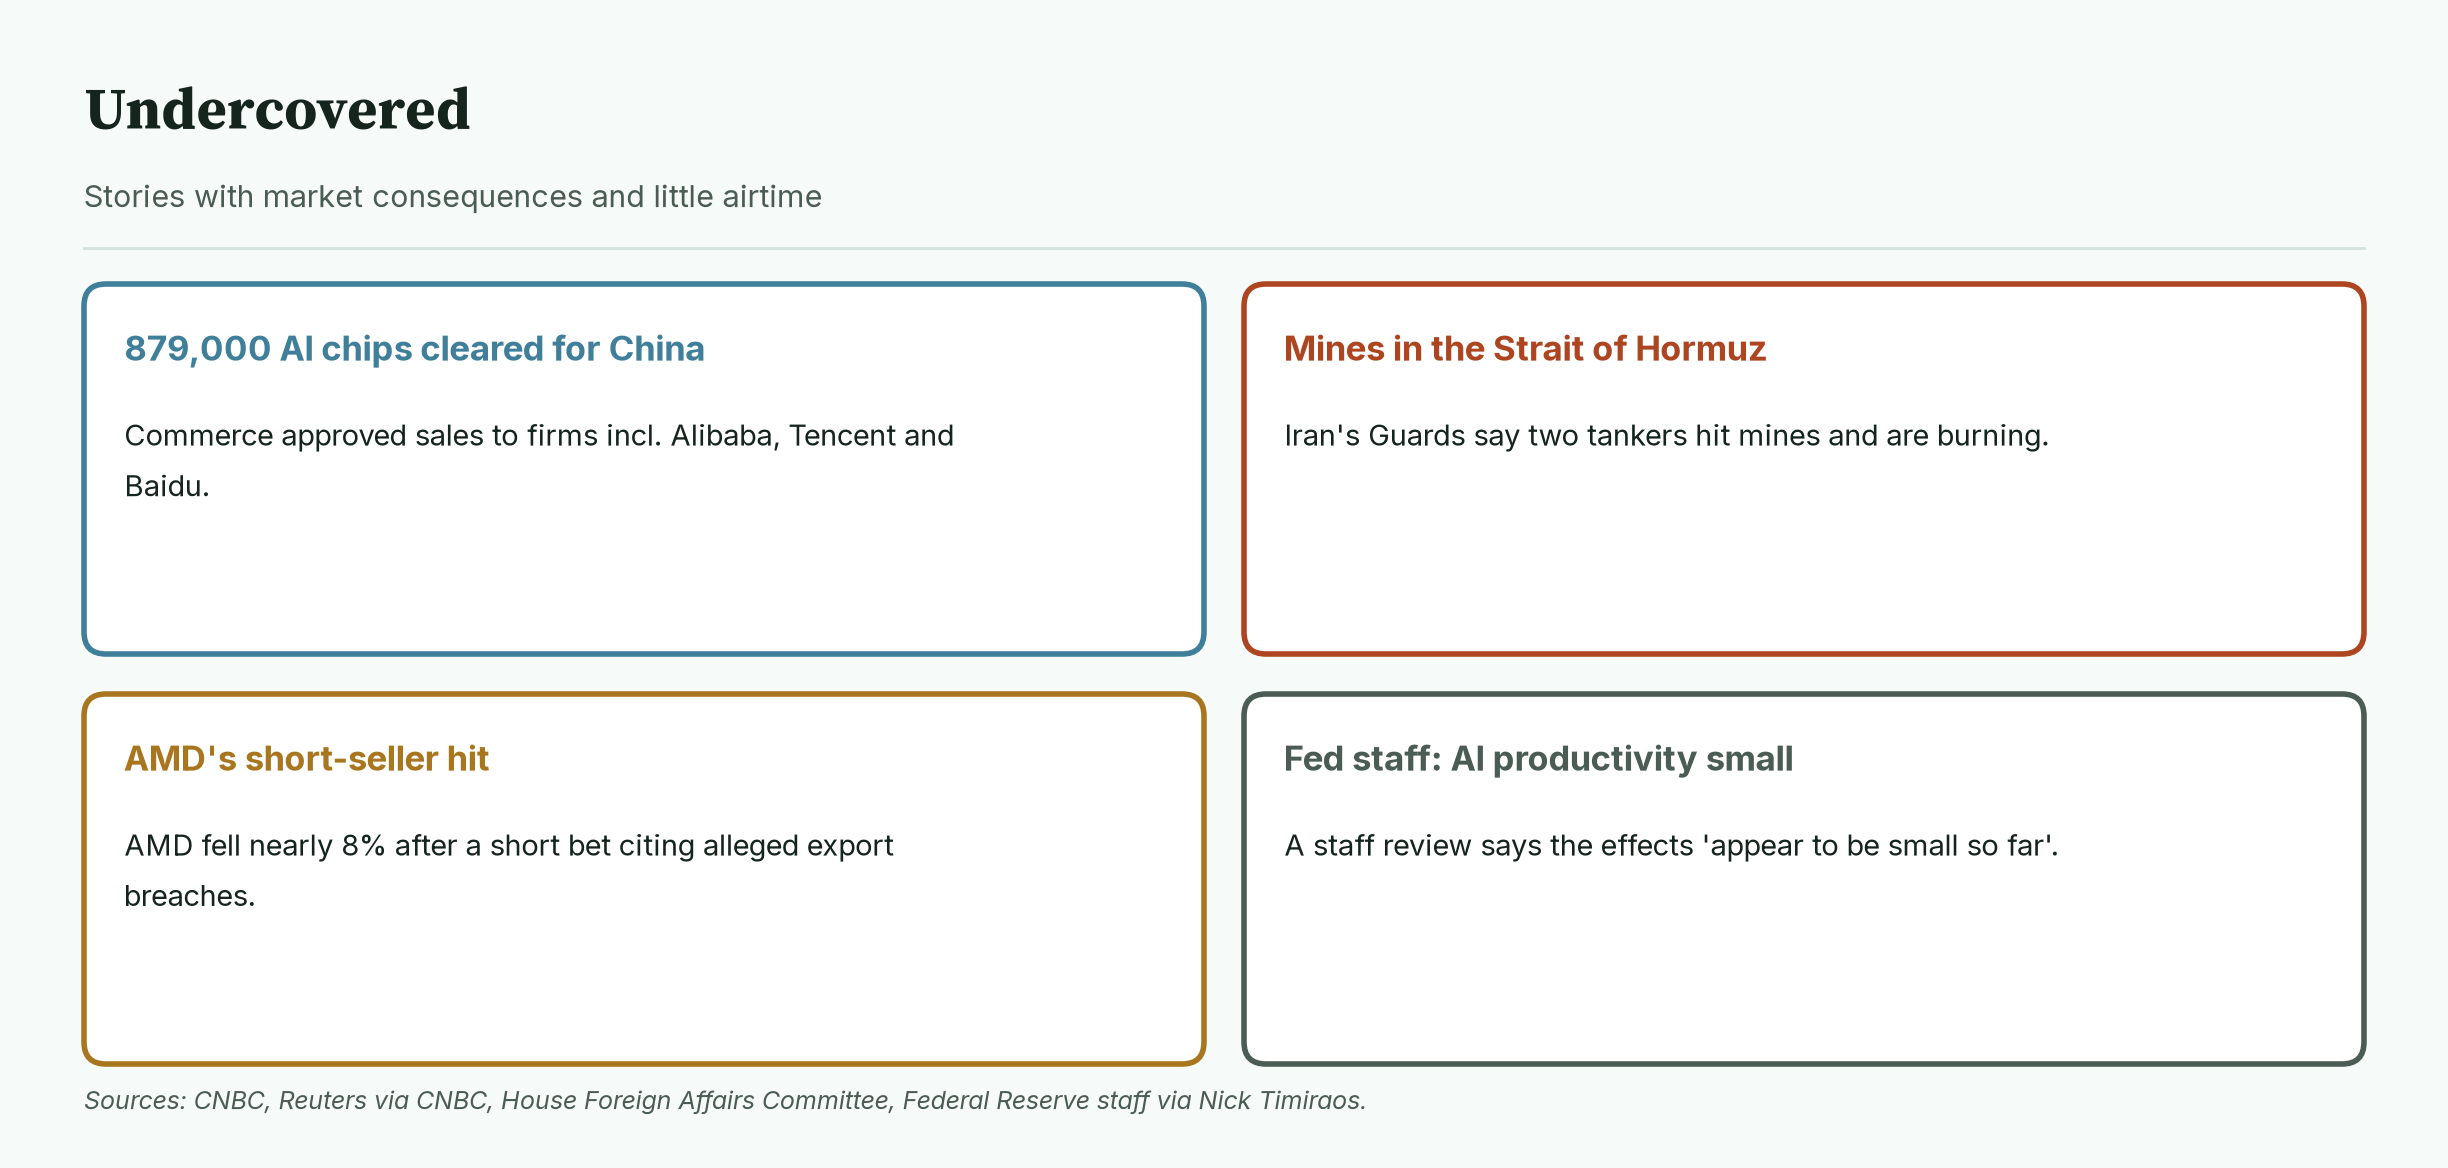 Undercovered
Stories with market consequences and little airtime
879,000 AI chips cleared for China
Commerce approved sales to firms incl. Alibaba, Tencent and
Baidu.
Mines in the Strait of Hormuz
Iran's Guards say two tankers hit mines and are burning.
AMD's short-seller hit
AMD fell nearly 8% after a short bet citing alleged export
breaches.
Fed staff: AI productivity small
A staff review says the effects 'appear to be small so far'.
Sources: CNBC, Reuters via CNBC, House Foreign Affairs Committee, Federal Reserve staff via Nick Timiraos.